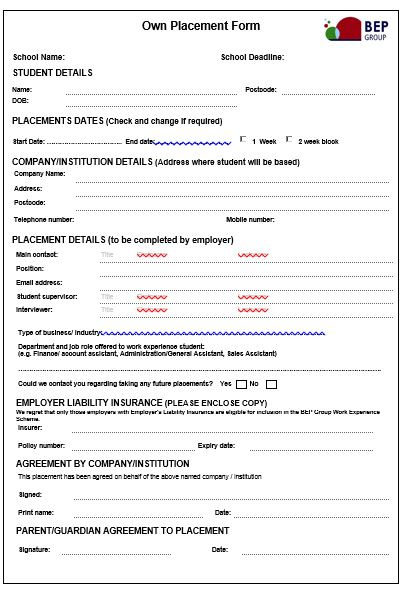 Own Placement Form
BEP
GROUP
School Name: School Deadline:
STUDENT DETAILS
Name: Postcode:
DOB:
PLACEMENTS DATES (Check and change if required)
Start Date: End date: 1 Week 2 week block
COMPANY/INSTITUTION DETAILS (Address where student will be based)
Company Name:
Address:
Postcode:
Telephone number: Mobile number:
PLACEMENT DETAILS (to be completed by employer)
Main contact: Title
Position:
Email address:
Student supervisor: Title
Interviewer: Title
Type of business/ industry:
Department and job role offered to work experience student:
(e.g. Finance/ account assistant, Administration/General Assistant, Sales Assistant)
Could we contact you regarding taking any future placements? Yes No
EMPLOYER LIABILITY INSURANCE (PLEASE ENCLOSE COPY)
We regret that only those employers with Employer's Liability Insurance are eligible for inclusion in the BEP Group Work Experience
Scheme.
Insurer:
Policy number: Expiry date:
AGREEMENT BY COMPANY/INSTITUTION
This placement has been agreed on behalf of the above named company / institution
Signed:
Print name: Date:
PARENT/GUARDIAN AGREEMENT TO PLACEMENT
Signature: Date: